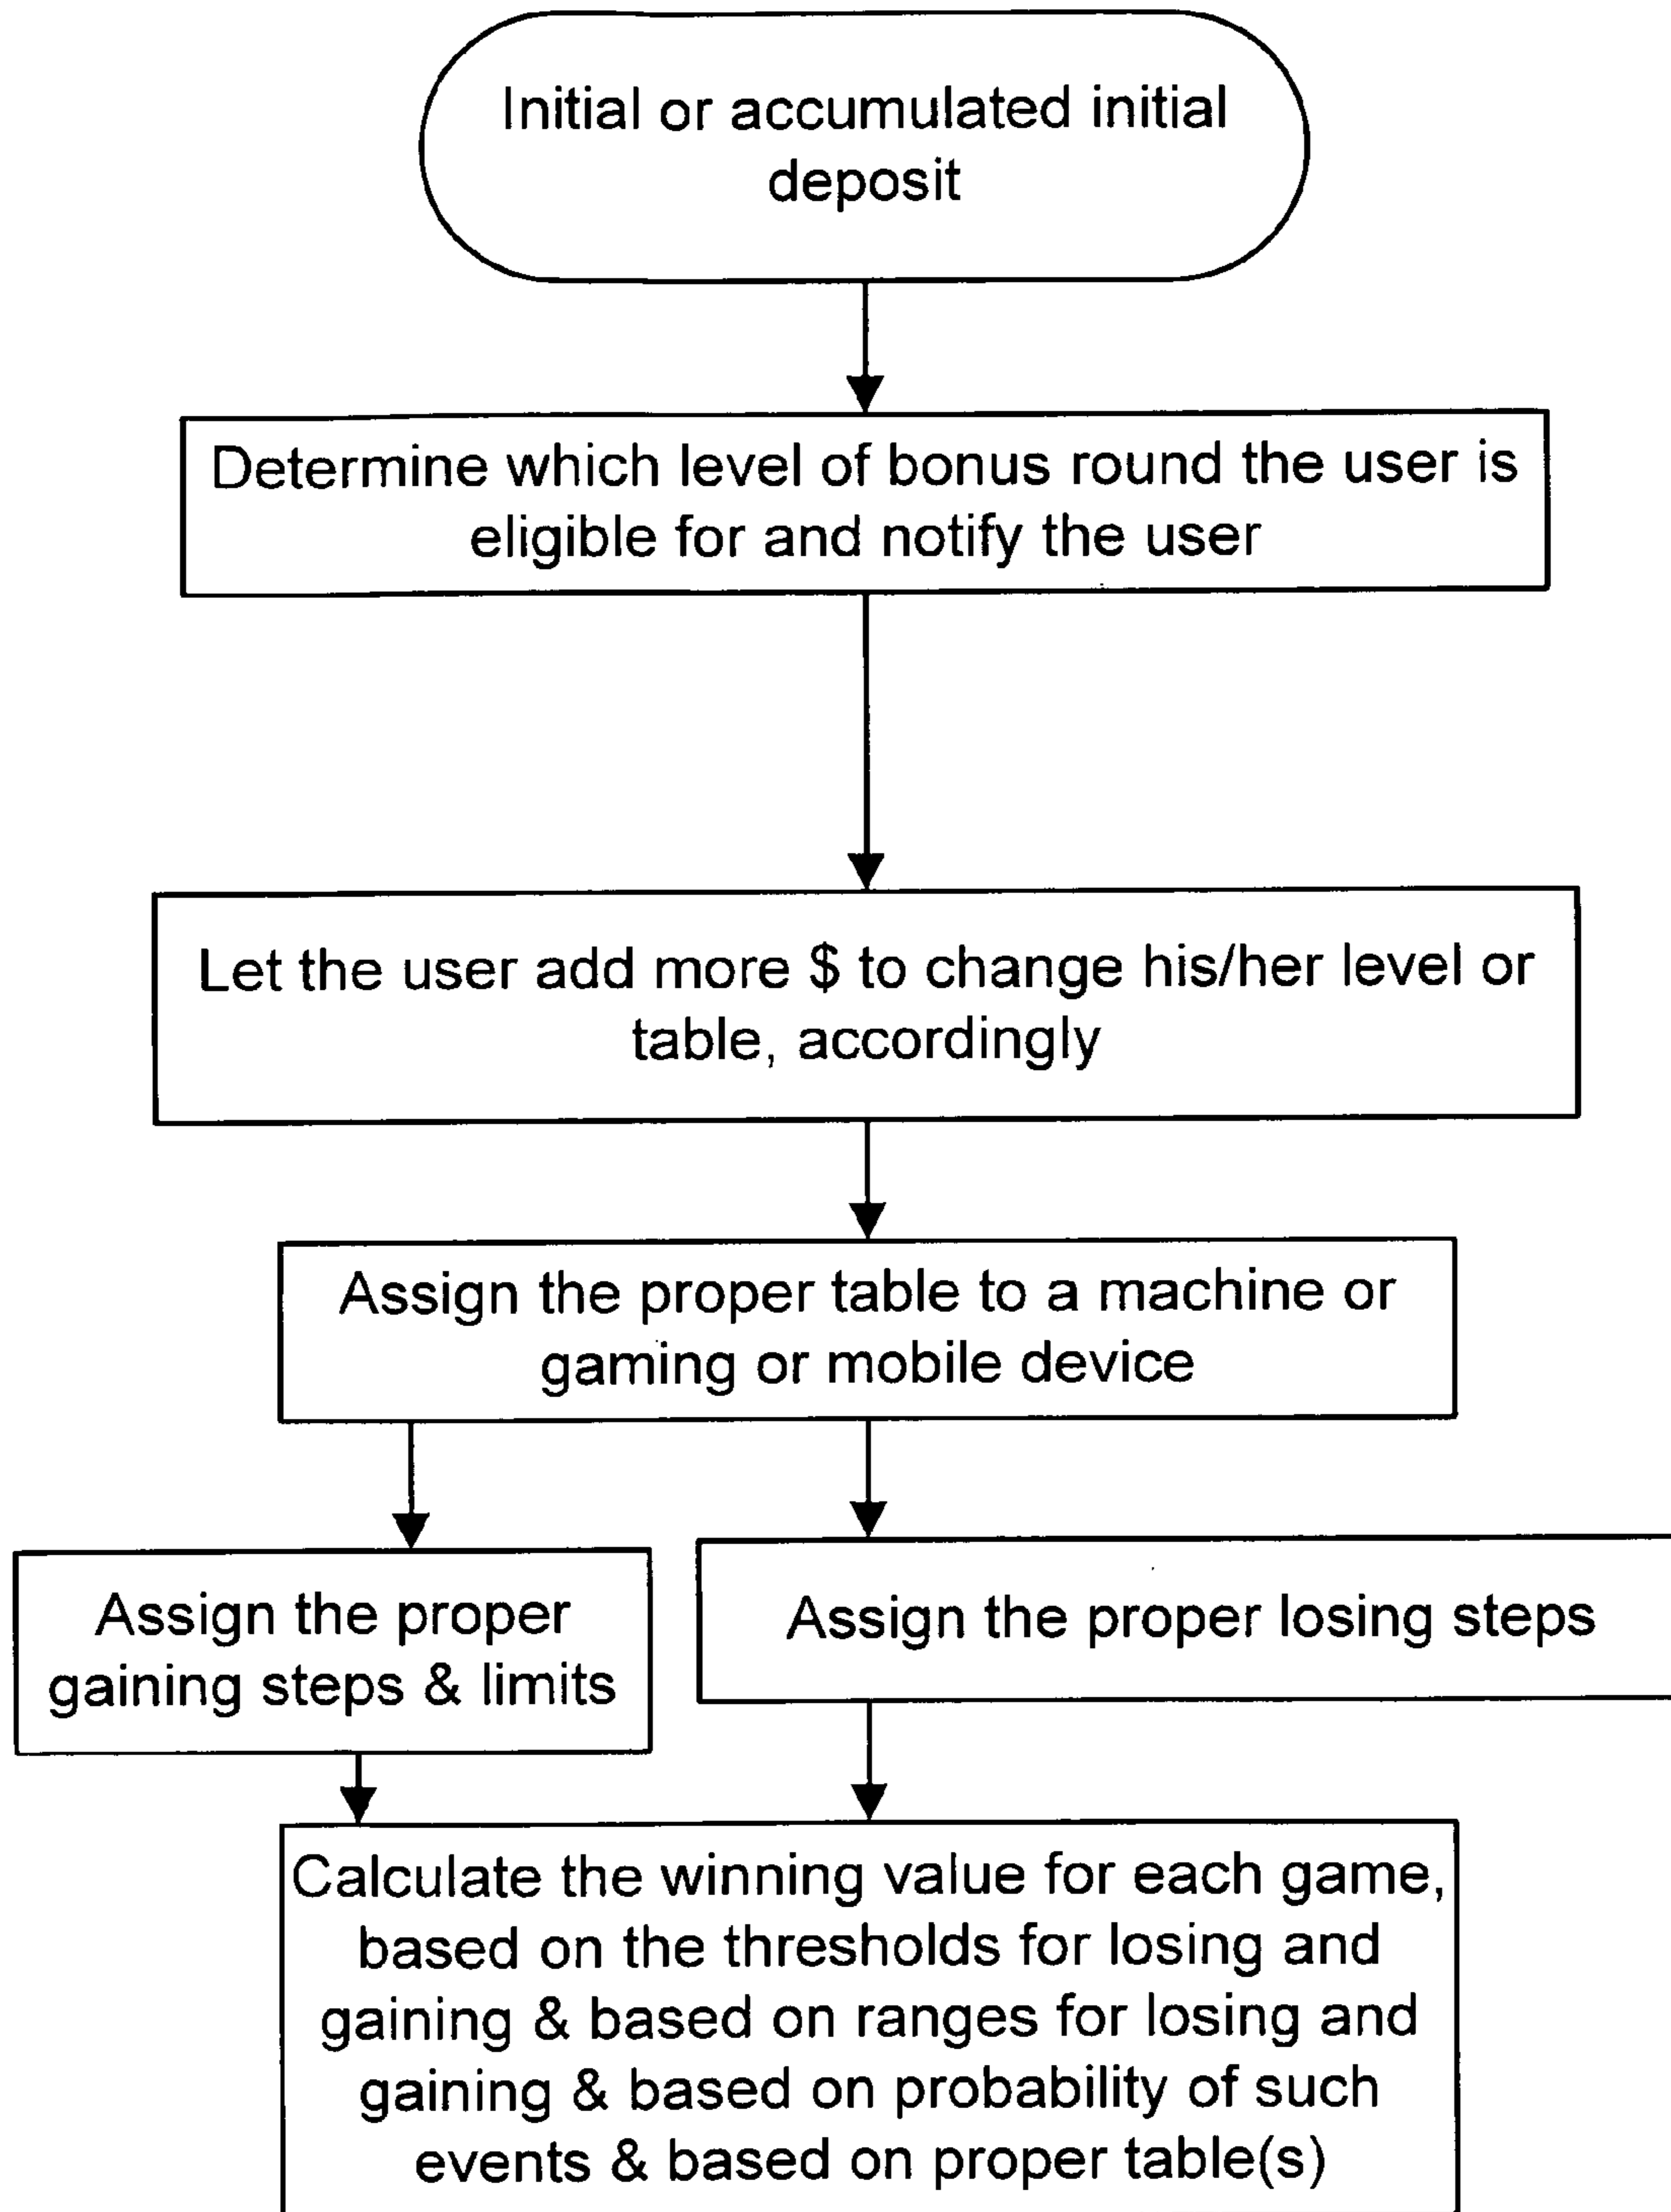 Initial or accumulated initial
deposit
Determine which level of bonus round the user is
eligible for and notify the user
Let the user add more $ to change his/her level or
table, accordingly
Assign the proper table to a machine or
gaming or mobile device
Assign the proper
gaining steps & limits
Assign the proper losing steps
Calculate the winning value for each game,
based on the thresholds for losing and
gaining & based on ranges for losing and
gaining & based on probability of such
events & based on proper table(s)